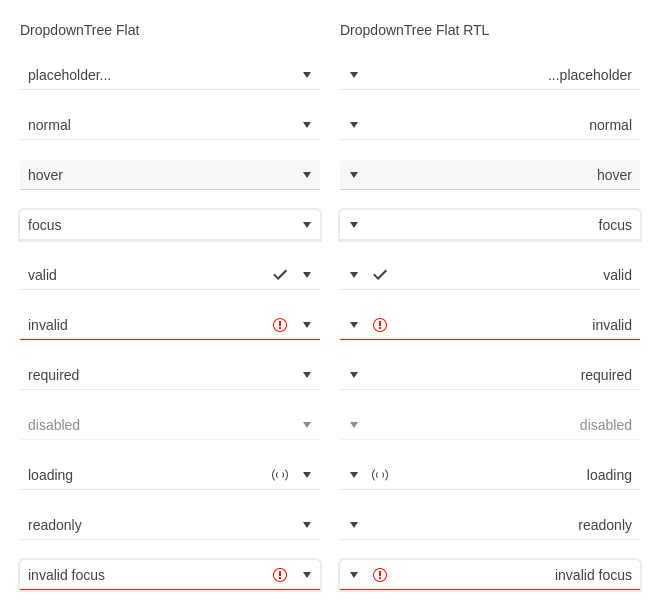 DropdownTree Flat
placeholder...
normal
hover
focus
valid
invalid
required
disabled
loading
readonly
invalid focus
DropdownTree Flat RTL
...placeholder
normal
hover
focus
valid
invalid
required
disabled
loading
readonly
invalid focus